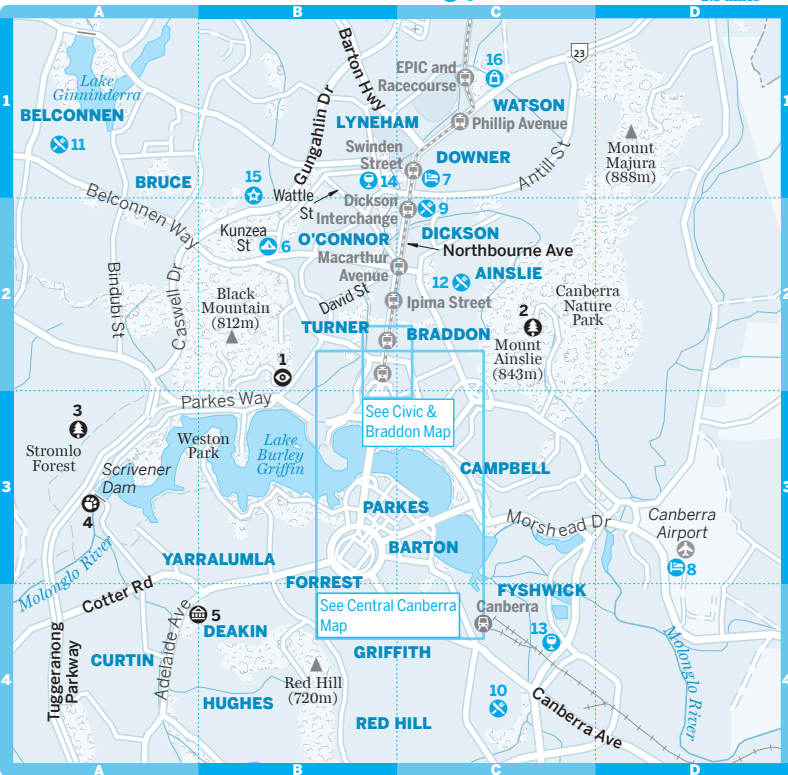 A
B
C
D
1
2
3
4
Lake
Ginninderra
BELCONNEN
11
BRUCE
15
Belconnen Way
Bindubi St
Caswell Dr
Gungahlin Dr
Barton Hwy
LYNEHAM
Swinden
Street
14
Wattle
St
Dickson
Interchange
Kunzea
St
6
O'CONNOR
Macarthur
Avenue
David St
TURNER
Black
Mountain
(812m)
1
EPIC and
Racecourse
16
23
WATSON
Phillip Avenue
DOWNER
7
Antill St
9
DICKSON
Northbourne Ave
12
AINSLIE
Ipima Street
BRADDON
Mount
Majura
(888m)
Canberra
Nature
Park
2
Mount
Ainslie
(843m)
Parkes Way
See Civic &
Braddon Map
3
Stromlo
Forest
Scrivener
Dam
4
Weston
Park
Lake
Burley
Griffin
CAMPBELL
PARKES
BARTON
Morshead Dr
Canberra
Airport
8
YARRALUMLA
FORREST
Molonglo River
Cotter Rd
See Central Canberra
Map
FYSHWICK
Canberra
13
5
DEAKIN
Adelaide Ave
CURTIN
Tuggeranong
Parkway
HUGHES
Red Hill
(720m)
GRIFFITH
RED HILL
10
Canberra Ave
Molonglo River
A
B
C
D
1
2
3
4